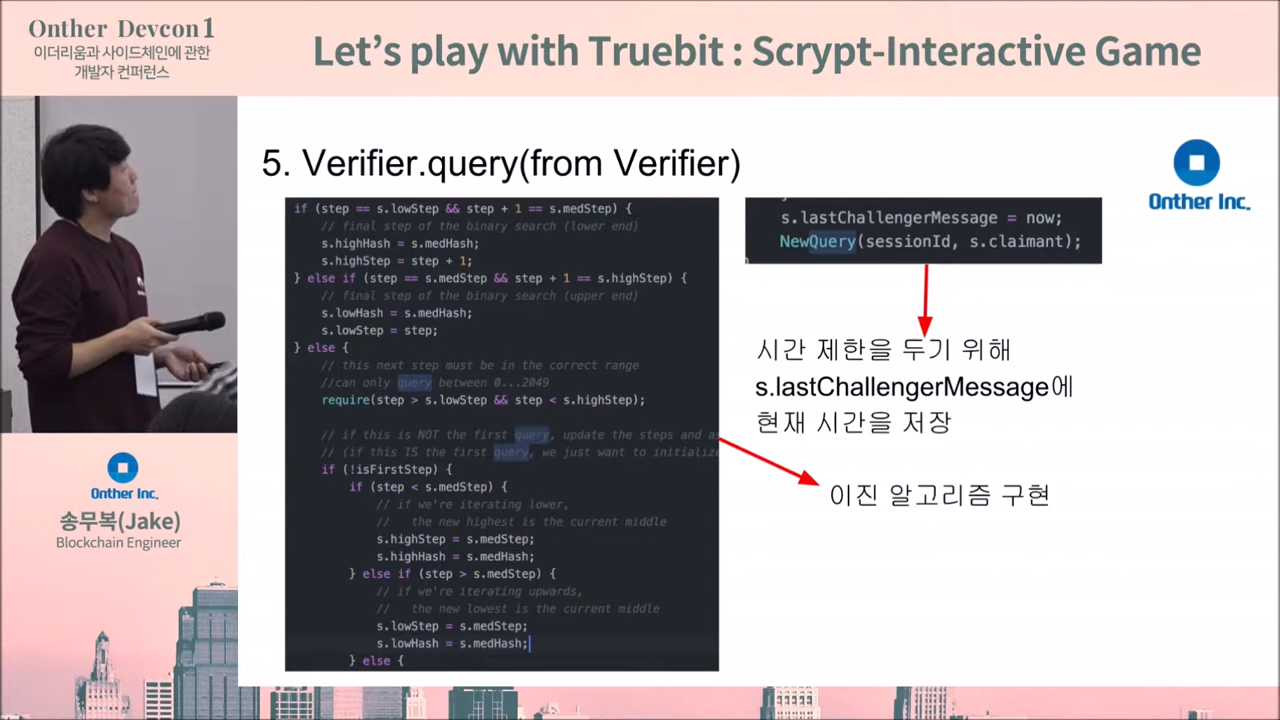 Onther Devcon1
이더리움과 사이드체인에 관한
개발자 컨퍼런스
Let's play with Truebit : Scrypt-Interactive Game
5. Verifier.query(from Verifier)
Onther Inc.
if (step == s.lowStep && step + 1 == s.medStep) {
// final step of the binary search (lower end)
s.highHash = s.medHash;
s.highStep = step + 1;
} else if (step == s.medStep && step + 1 == s.highStep) {
// final step of the binary search (upper end)
s.lowHash = s.medHash;
s.lowStep = step;
} else {
// this next step must be in the correct range
//can only query between 0...2049
require(step > s.lowStep && step < s.highStep);
// if this is NOT the first query, update the steps and as
// (if this IS the first query, we just want to initialize
if (!isFirstStep) {
if (step < s.medStep) {
// if we're iterating lower,
// the new highest is the current middle
s.highStep = s.medStep;
s.highHash = s.medHash;
} else if (step > s.medStep) {
// if we're iterating upwards,
// the new lowest is the current middle
s.lowStep = s.medStep;
s.lowHash = s.medHash;
} else {
s.lastChallengerMessage = now;
NewQuery(sessionId, s.claimant);
시간 제한을 두기 위해
s.lastChallengerMessage에
현재 시간을 저장
이진 알고리즘 구현
Onther Inc.
송무복(Jake)
Blockchain Engineer